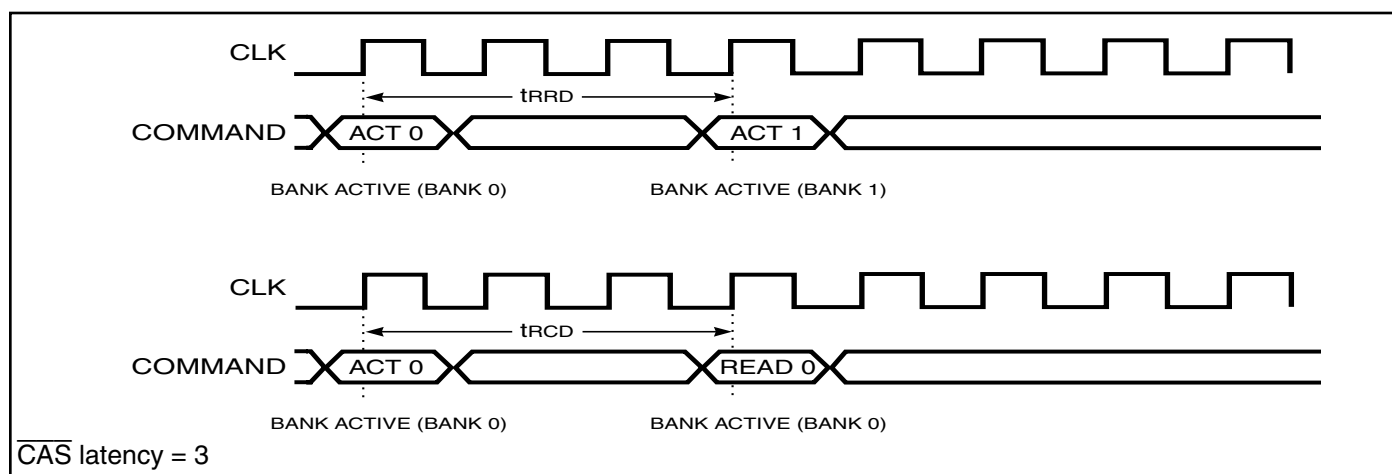 CLK
tRRD
COMMAND ACT 0 ACT 1
BANK ACTIVE (BANK 0) BANK ACTIVE (BANK 1)
CLK
tRCD
COMMAND ACT 0 READ 0
BANK ACTIVE (BANK 0) BANK ACTIVE (BANK 0)
C̅A̅S̅ latency = 3